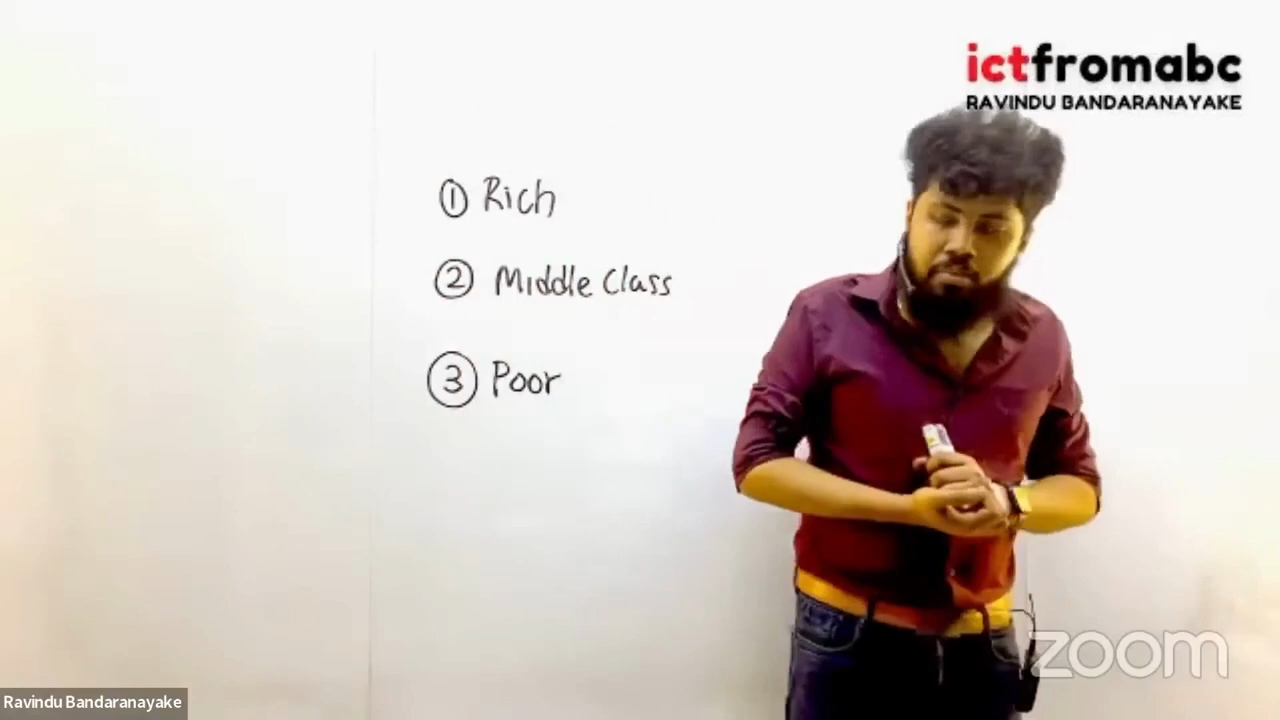 ictfromabc
RAVINDU BANDARANAYAKE
① Rich
② Middle Class
③ Poor
zoom
Ravindu Bandaranayake